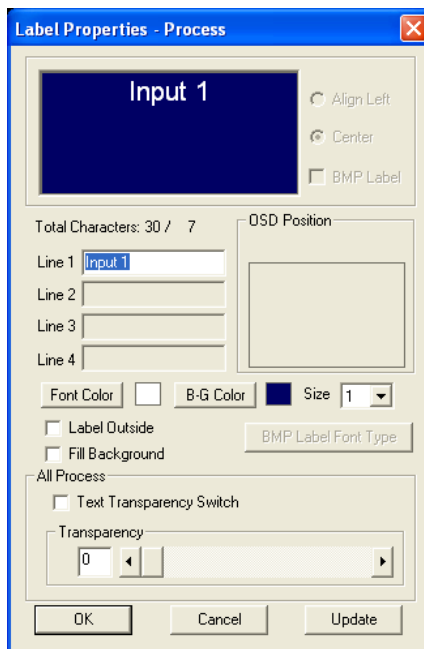 Label Properties - Process
Input 1
Align Left
Center
BMP Label
Total Characters: 30 / 7
OSD Position
Line 1 Input 1
Line 2
Line 3
Line 4
Font Color B-G Color Size 1
Label Outside
BMP Label Font Type
Fill Background
All Process
Text Transparency Switch
Transparency
0
OK Cancel Update